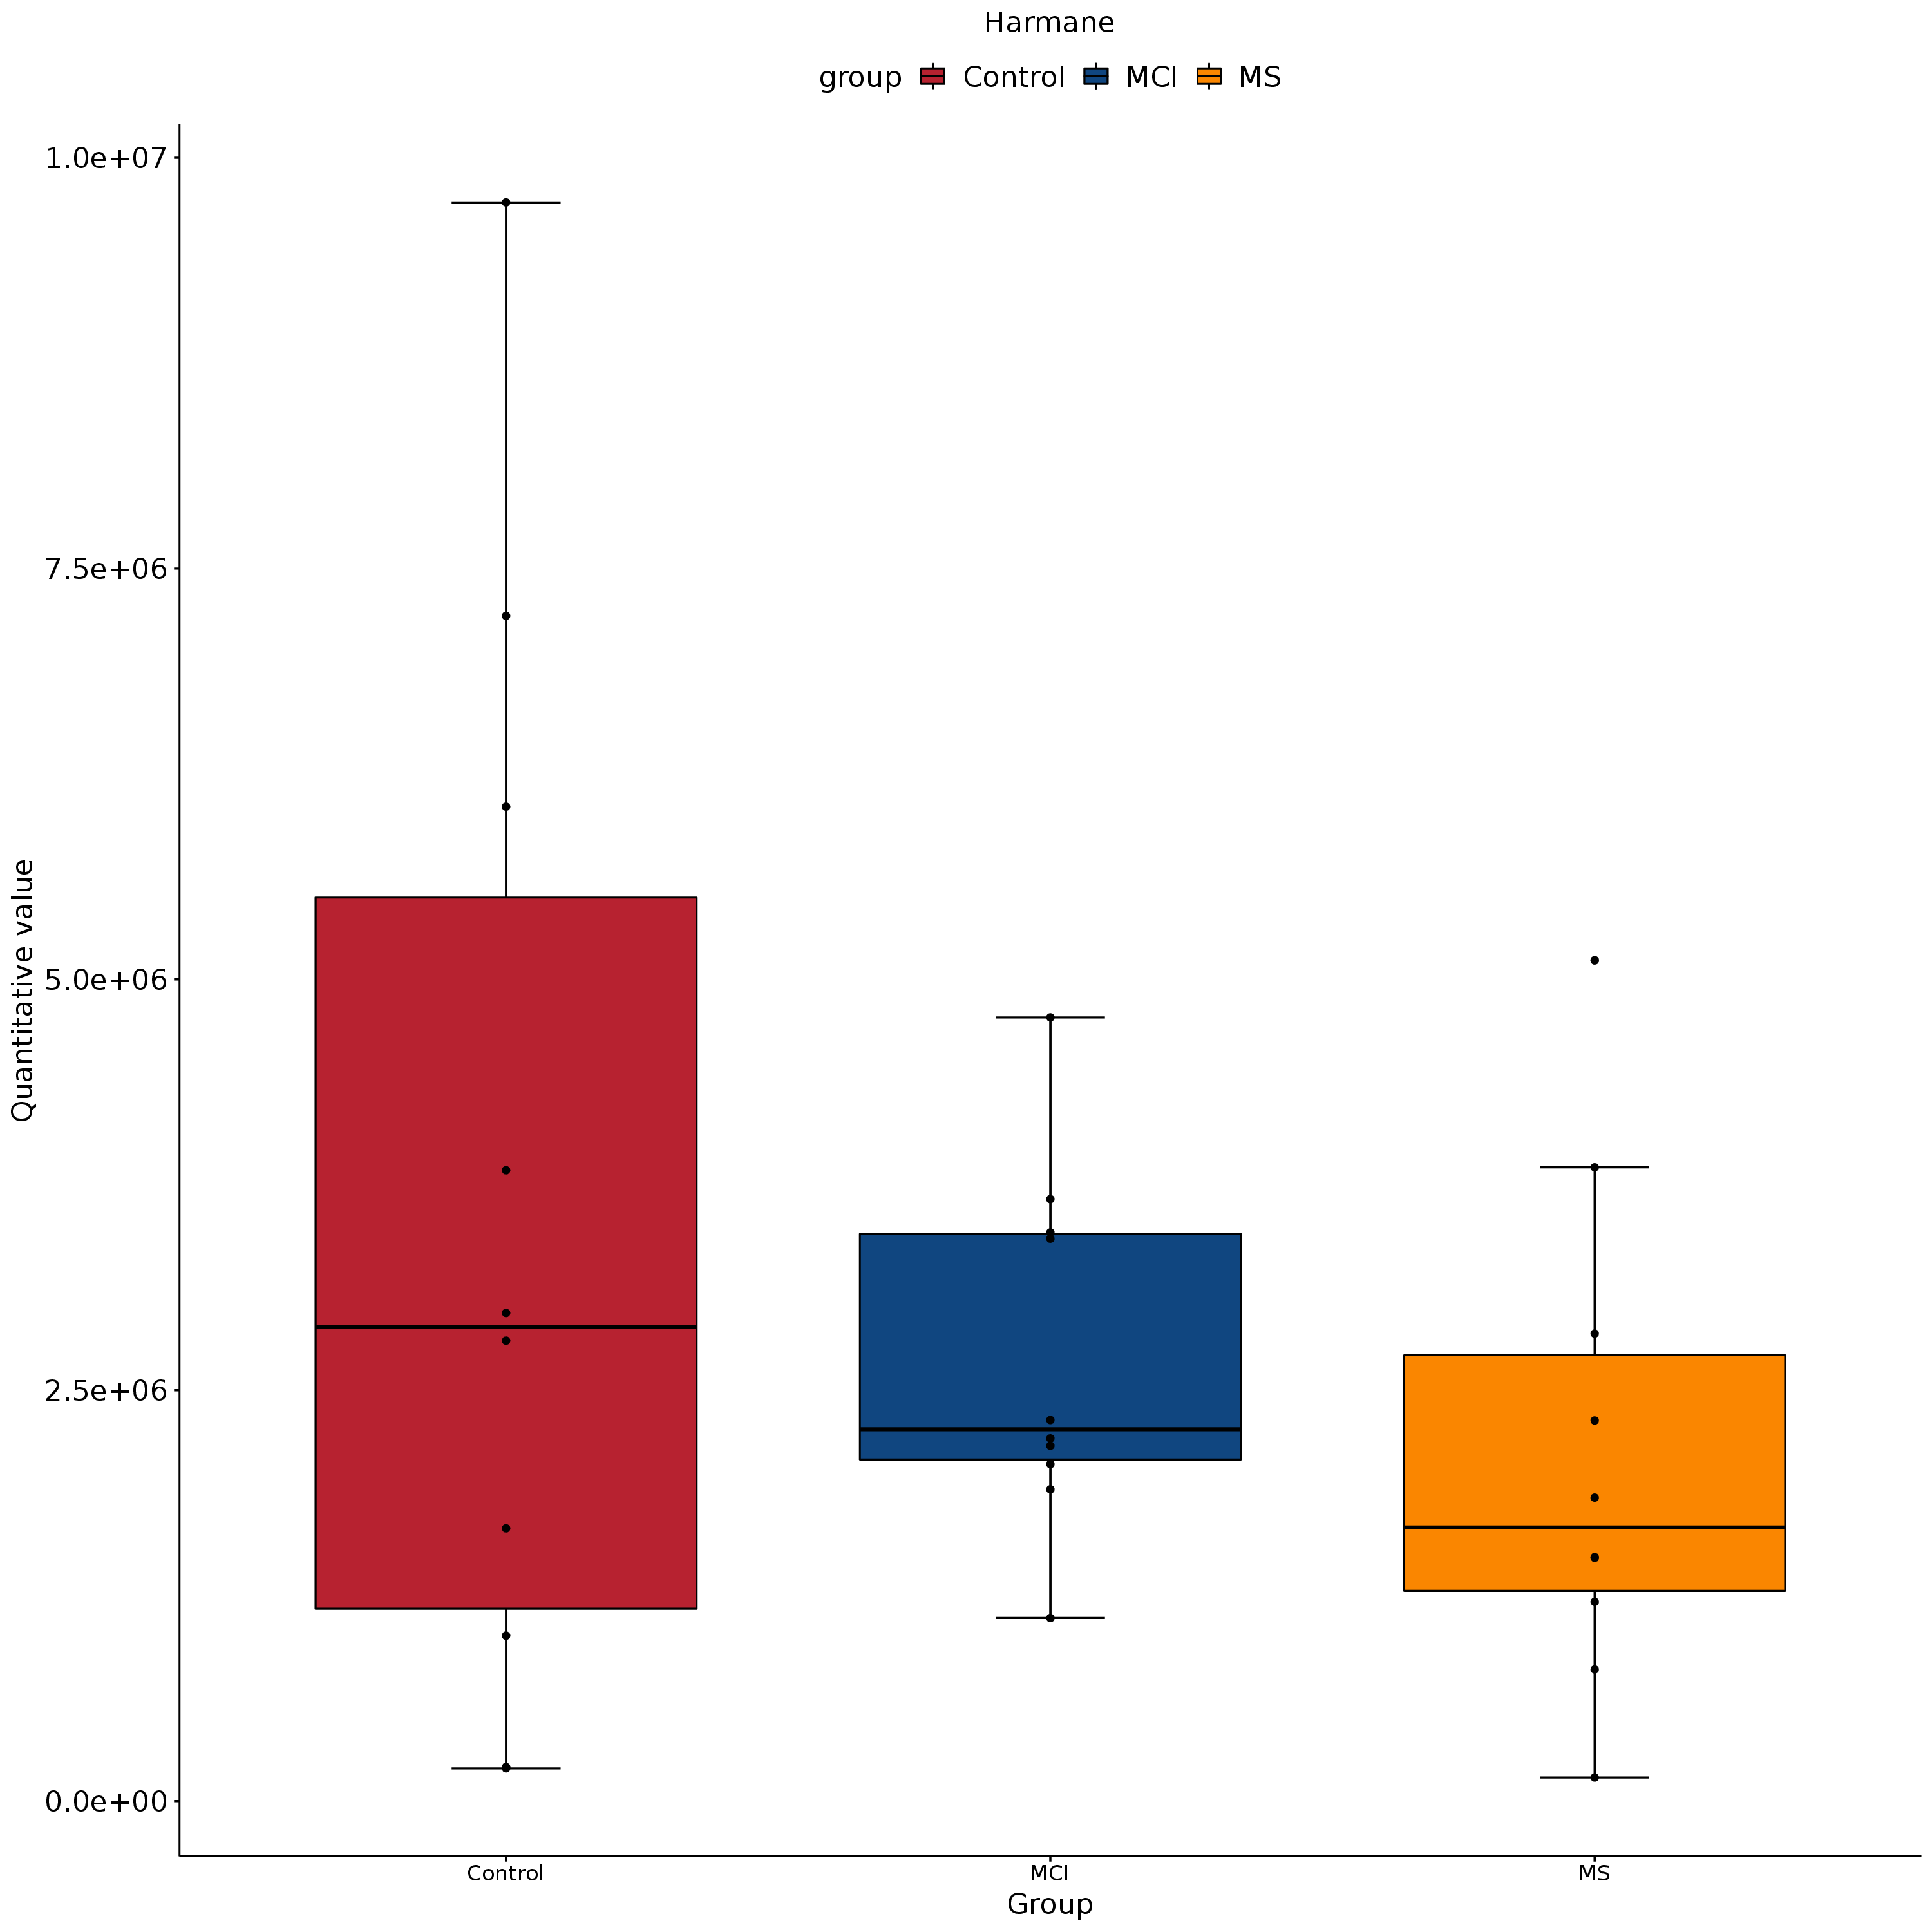 Harmane
group Control MCI MS
1.0e+07
7.5e+06
5.0e+06
2.5e+06
0.0e+00
Quantitative value
Control MCI MS
Group